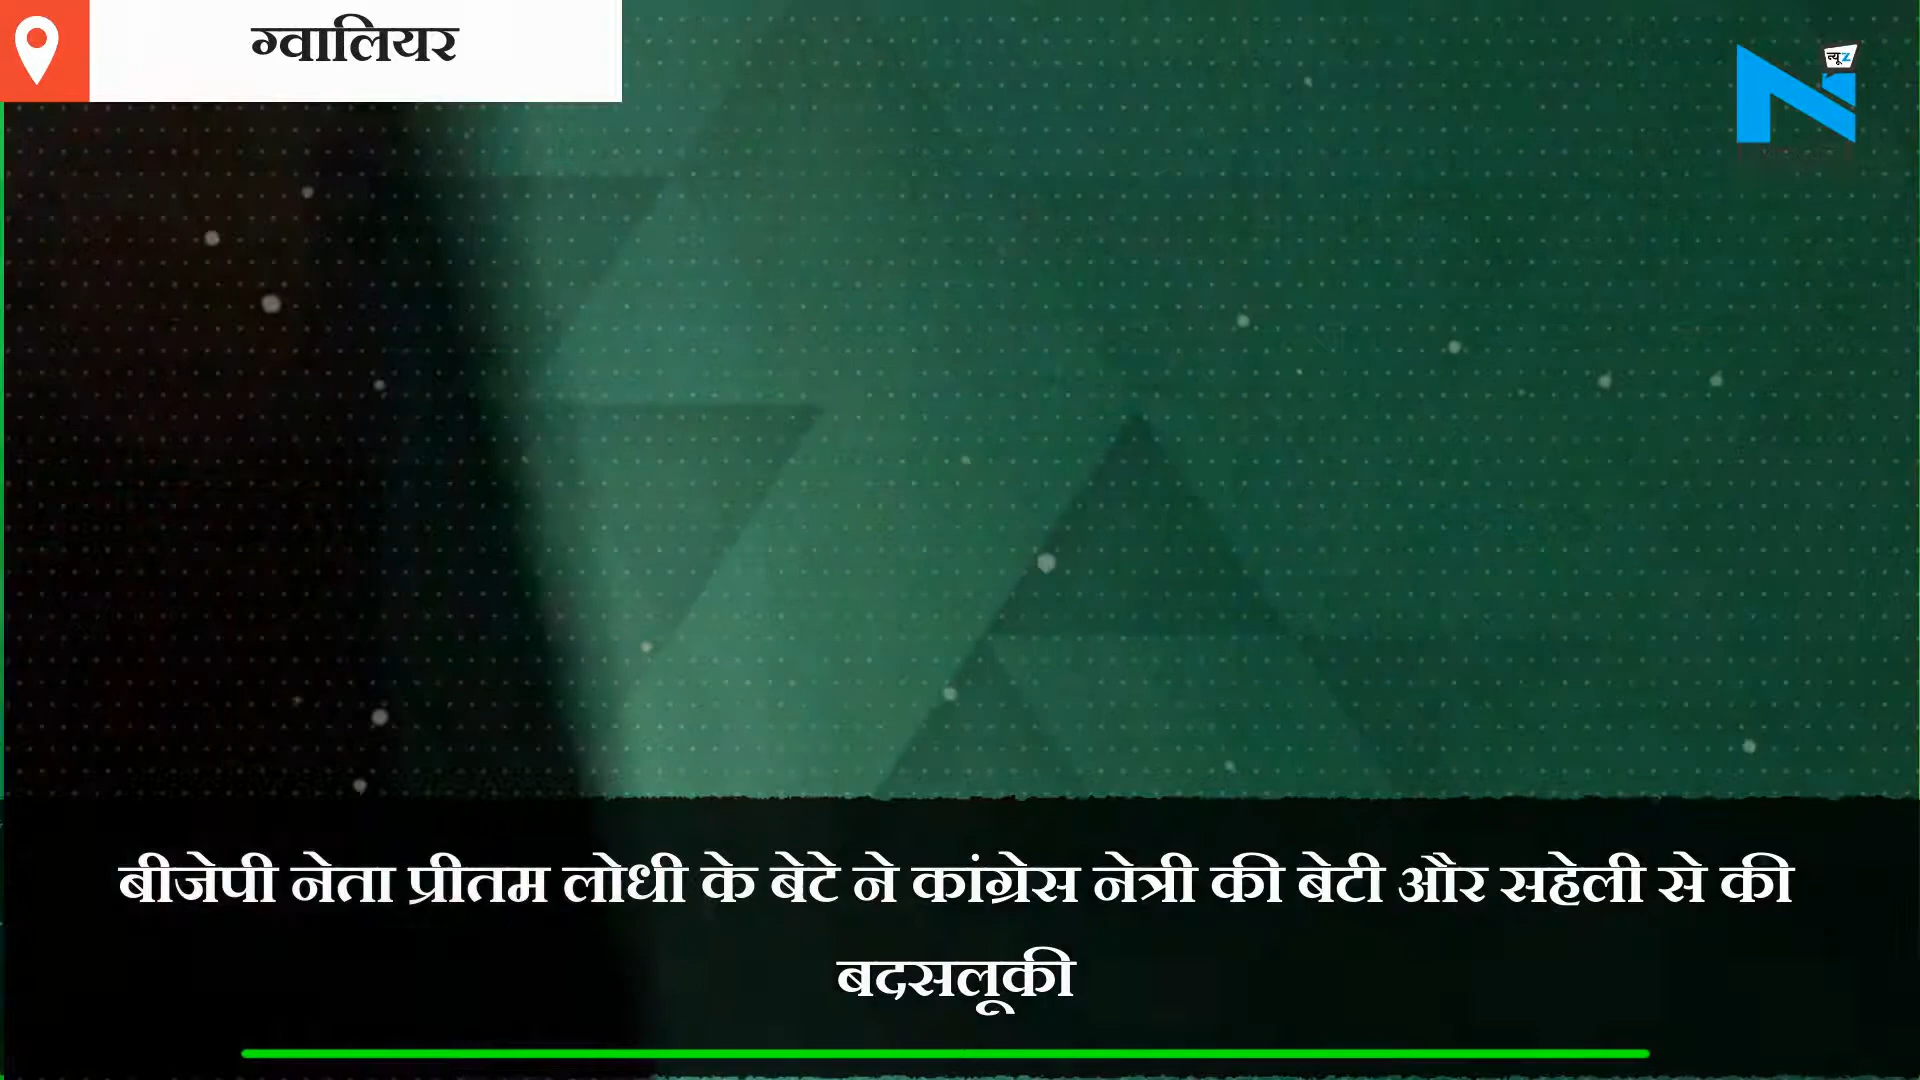 ग्वालियर
न्यूz
बीजेपी नेता प्रीतम लोधी के बेटे ने कांग्रेस नेत्री की बेटी और सहेली से की
बदसलूकी